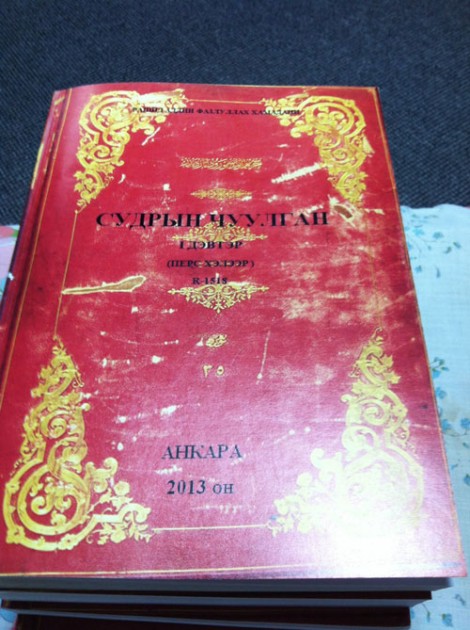 РАШИД-АД-ДИН ФАЗЛУЛЛАХ ХАМАДАНИ
СУДРЫН ЧУУЛГАН
I ДЭВТЭР
(ПЕРС ХЭЛЭЭР)
R-1518
٣٥
АНКАРА
2013 он